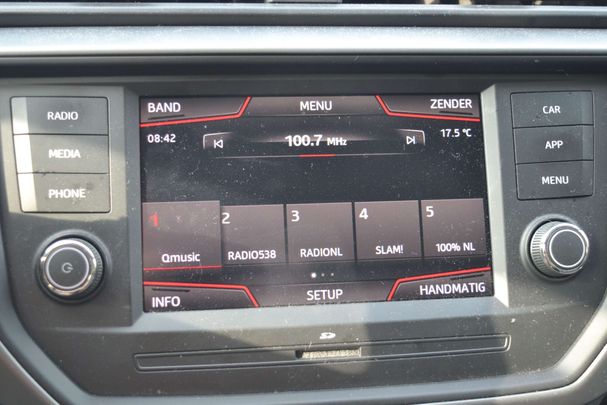 RADIO
MEDIA
PHONE
BAND MENU ZENDER
08:42 100.7 MHz 17.5 °C
1 2 3 4 5
Qmusic RADIO538 RADIONL SLAM! 100% NL
INFO SETUP HANDMATIG
CAR
APP
MENU